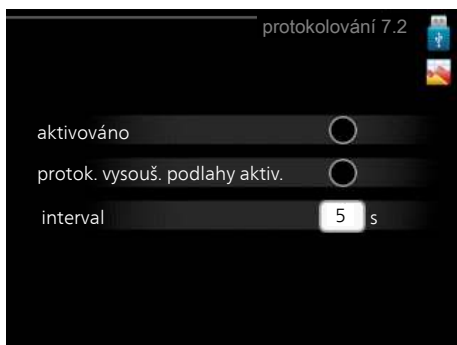 protokolování 7.2
aktivováno
protok. vysouš. podlahy aktiv.
interval 5 s